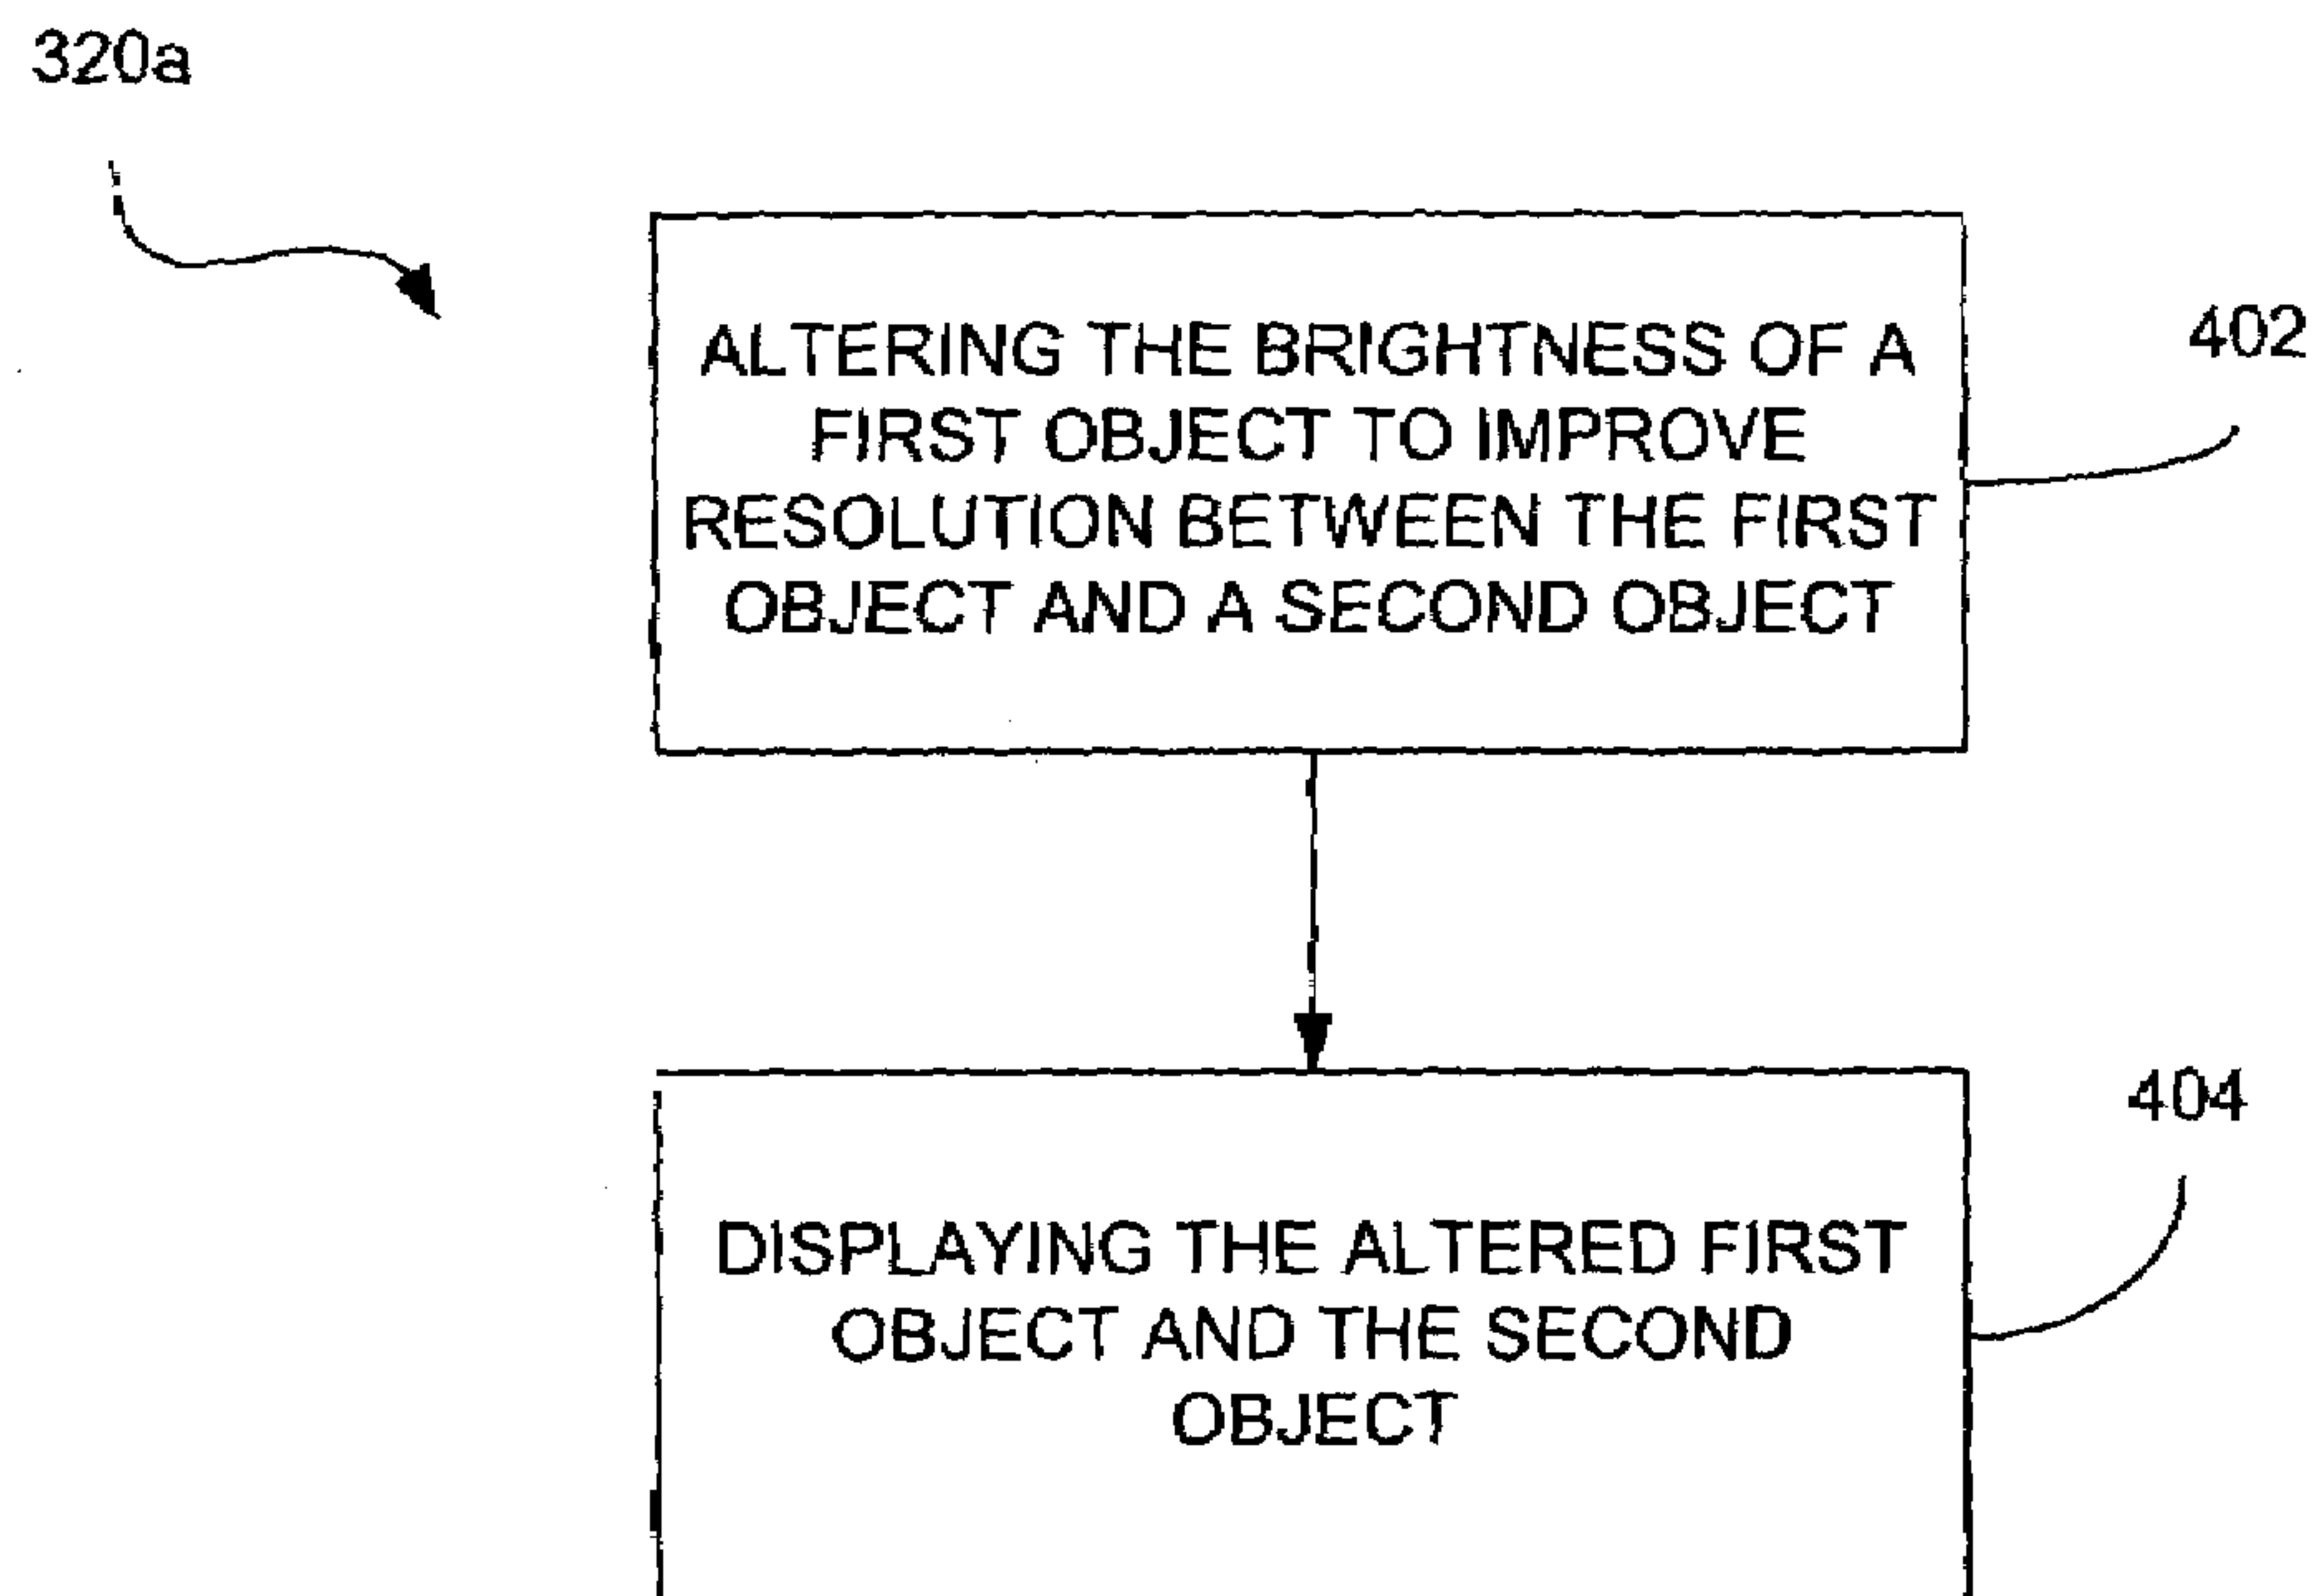 320a
ALTERING THE BRIGHTNESS OF A
FIRST OBJECT TO IMPROVE
RESOLUTION BETWEEN THE FIRST
OBJECT AND A SECOND OBJECT
402
DISPLAYING THE ALTERED FIRST
OBJECT AND THE SECOND
OBJECT
404